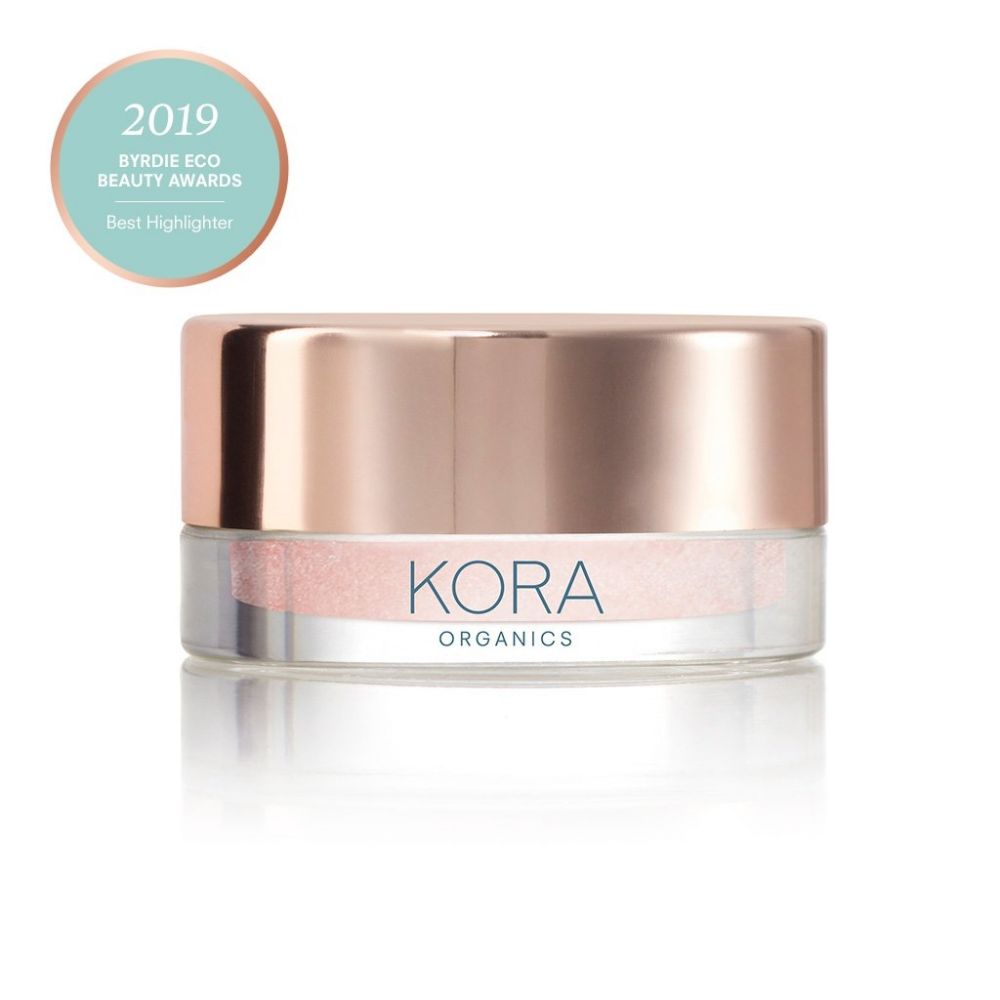 2019
BYRDIE ECO
BEAUTY AWARDS
Best Highlighter
KORA
ORGANICS